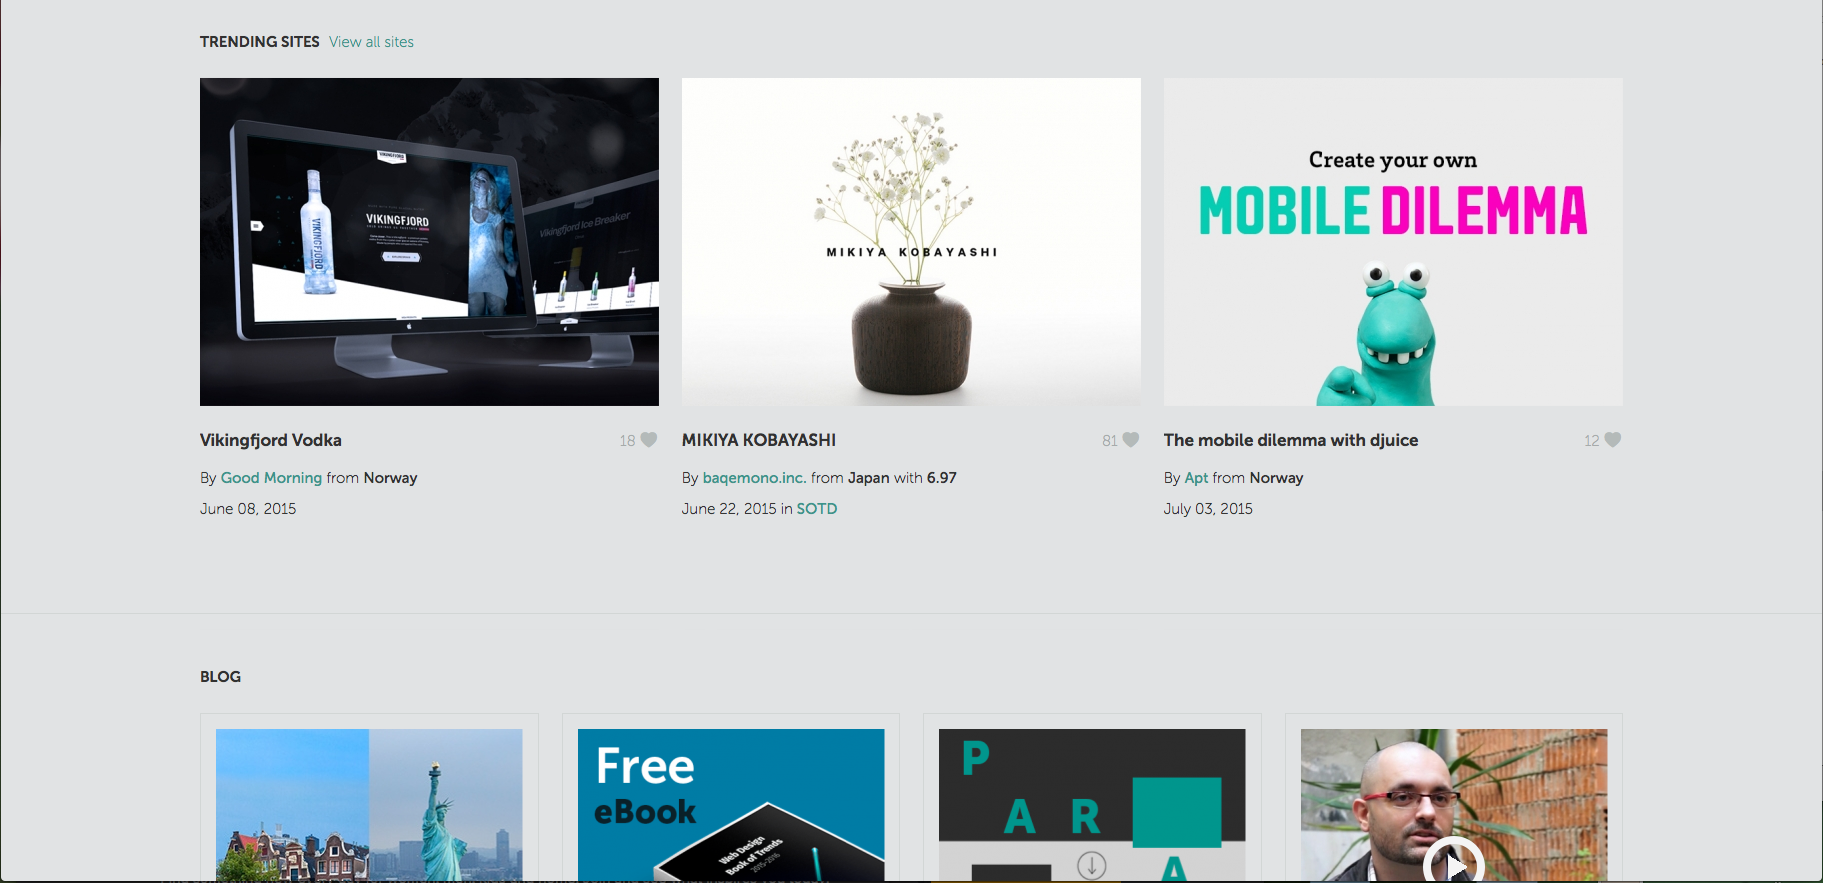 TRENDING SITES View all sites
VIKINGFJORD
VIKINGFJORD
VIKINGFJORD
Vikingfjord Ice Breaker
MIKIYA KOBAYASHI
Create your own
MOBILE DILEMMA
Vikingfjord Vodka 18
By Good Morning from Norway
June 08, 2015
MIKIYA KOBAYASHI 81
By baqemono.inc. from Japan with 6.97
June 22, 2015 in SOTD
The mobile dilemma with djuice 12
By Apt from Norway
July 03, 2015
BLOG
Free
eBook
Web Design
Book of Trends
2015-2016
P
A R
A